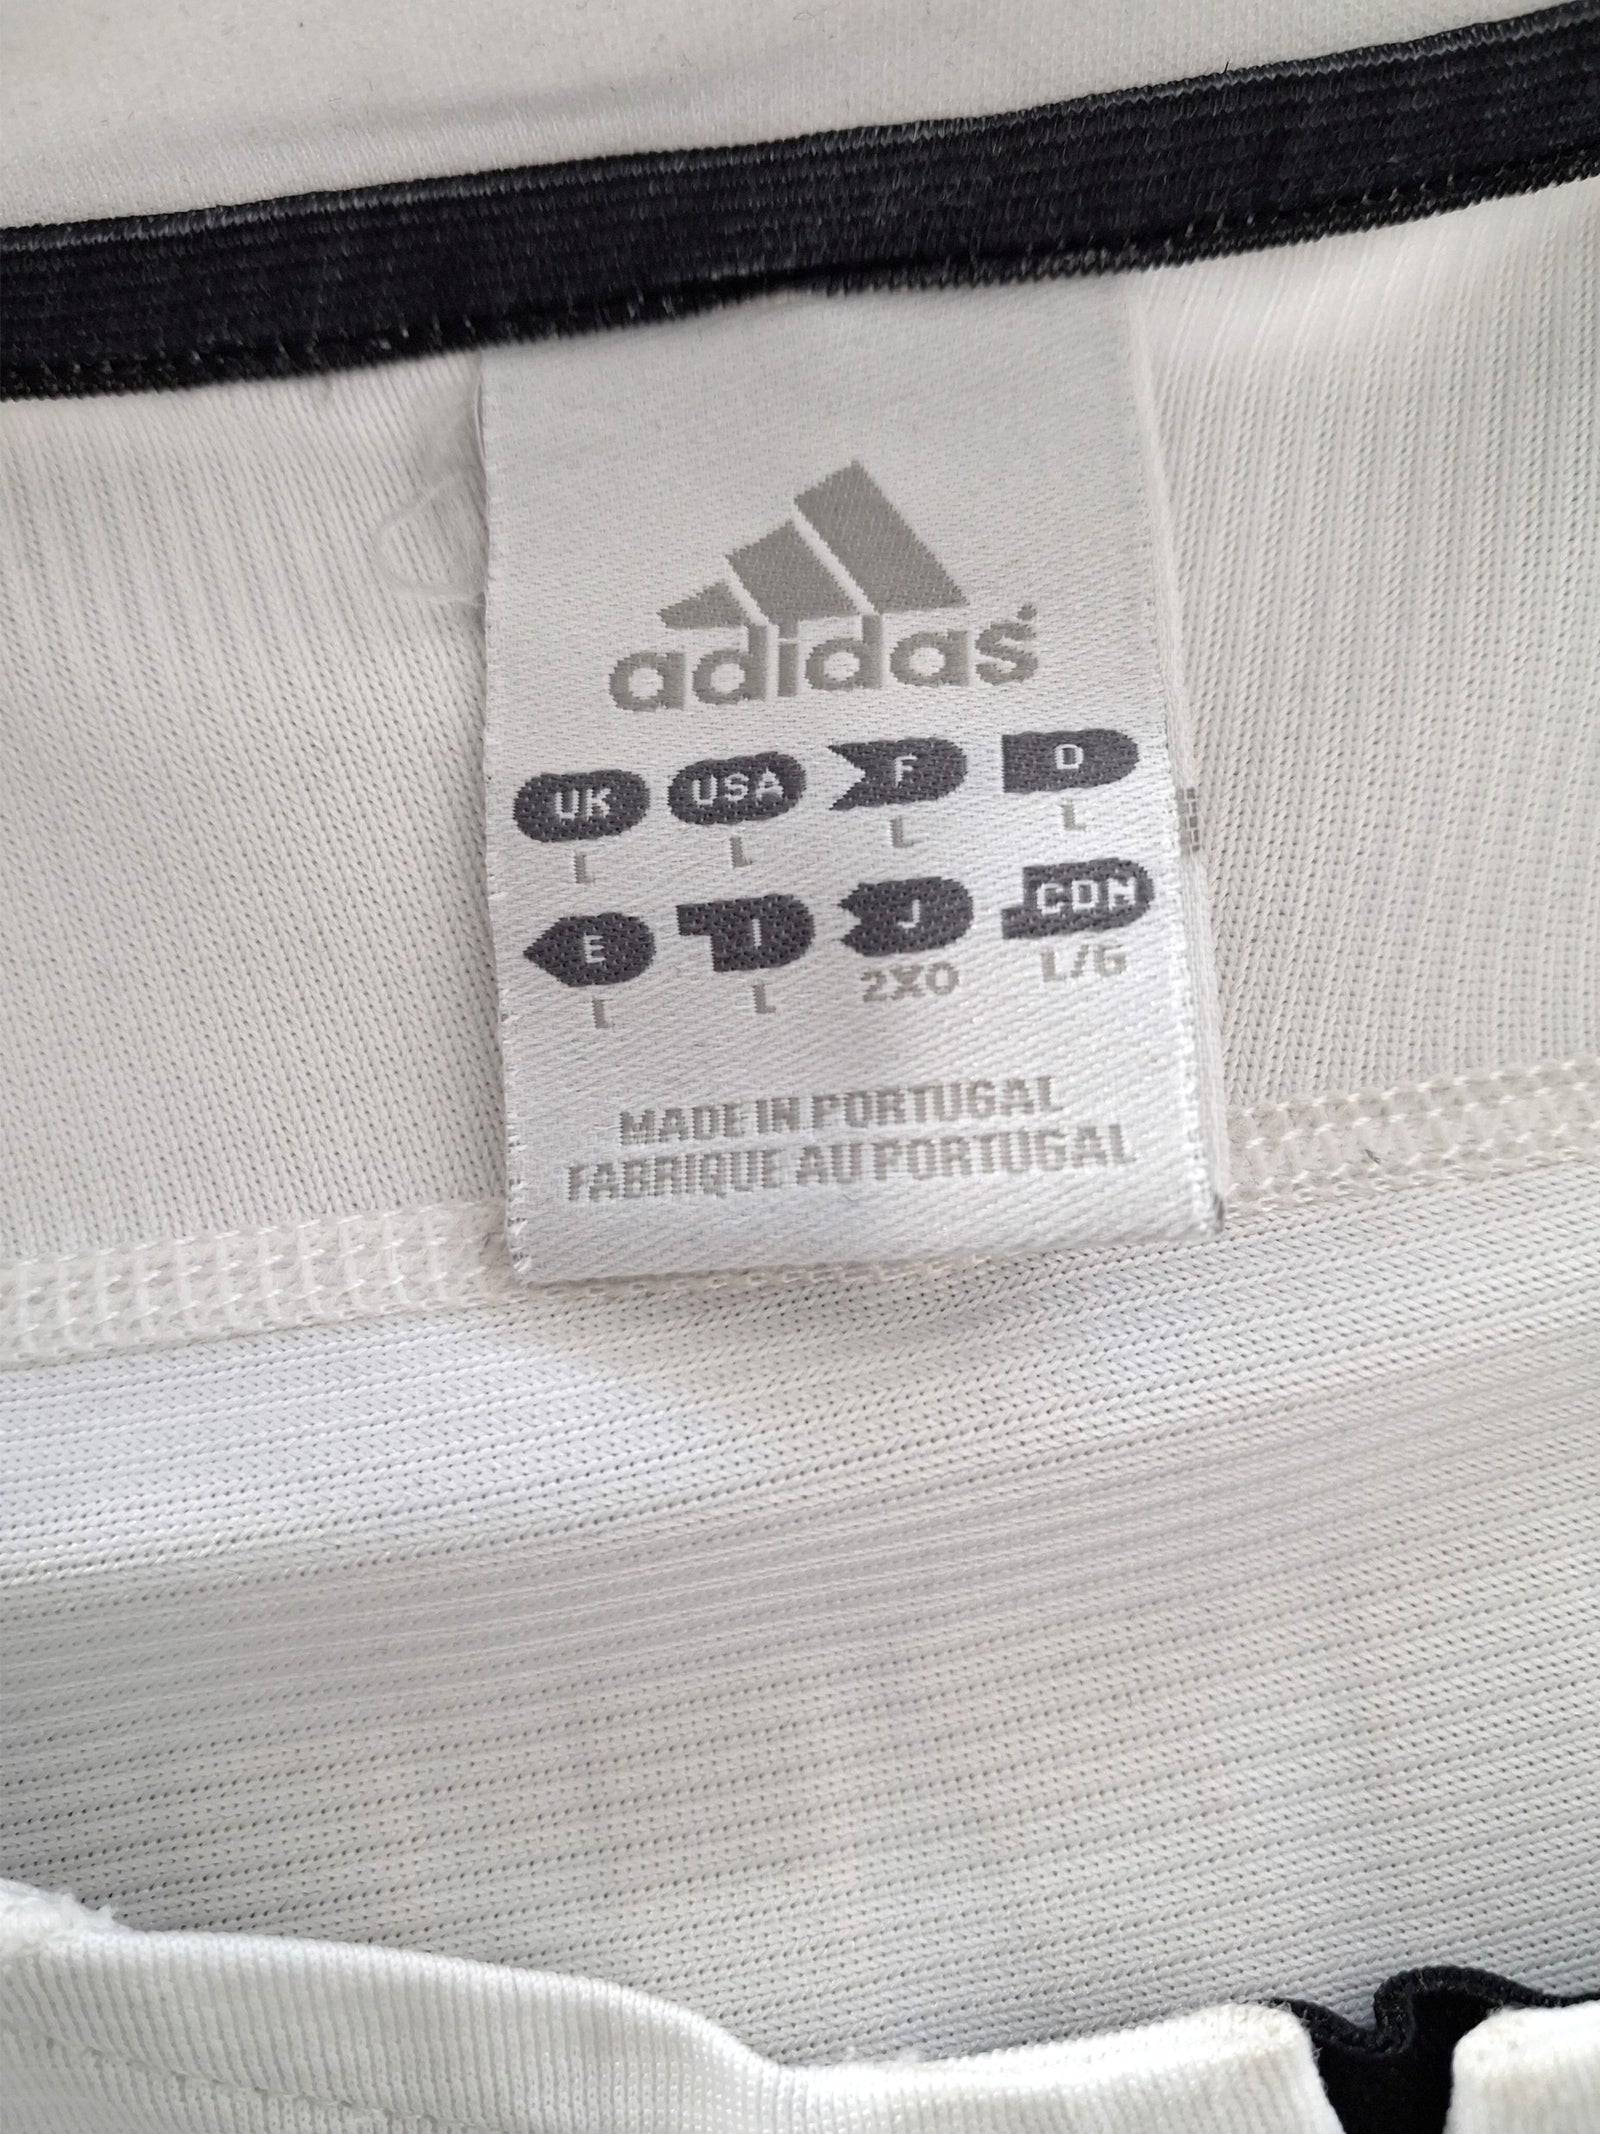 adidas
UK USA F D
L L L L
E I J CDN
L L 2XO L/G
MADE IN PORTUGAL
FABRIQUE AU PORTUGAL